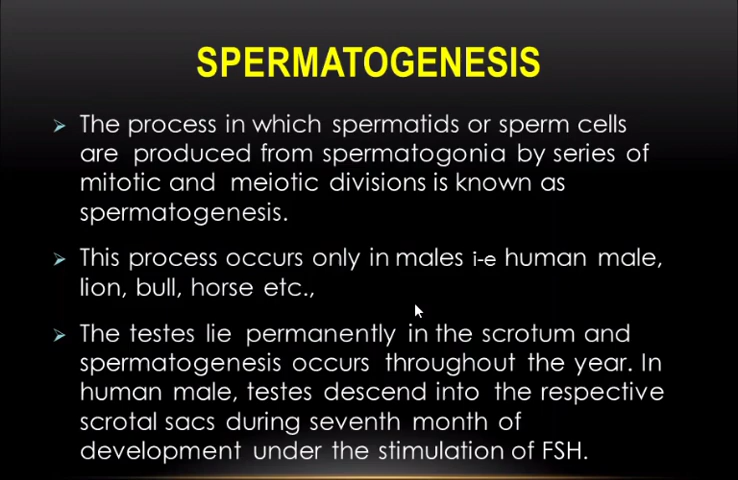 SPERMATOGENESIS
➢ The process in which spermatids or sperm cells
are produced from spermatogonia by series of
mitotic and meiotic divisions is known as
spermatogenesis.
➢ This process occurs only in males i-e human male,
lion, bull, horse etc.,
➢ The testes lie permanently in the scrotum and
spermatogenesis occurs throughout the year. In
human male, testes descend into the respective
scrotal sacs during seventh month of
development under the stimulation of FSH.